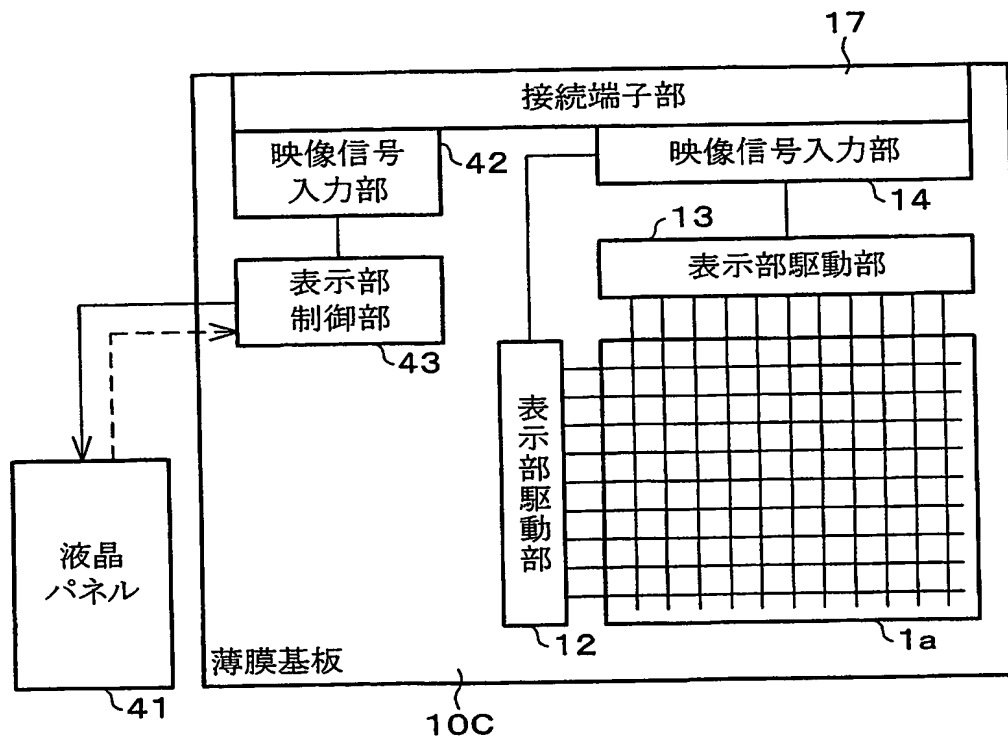 17
接続端子部
映像信号
入力部
42
映像信号入力部
14
13
表示部駆動部
表示部
制御部
43
表示部駆動部
液晶
パネル
12
1a
薄膜基板
41
10C